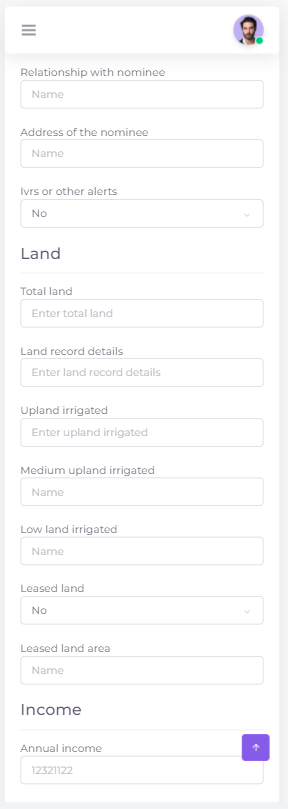 Relationship with nominee
Name
Address of the nominee
Name
Ivrs or other alerts
No
Land
Total land
Enter total land
Land record details
Enter land record details
Upland irrigated
Enter upland irrigated
Medium upland irrigated
Name
Low land irrigated
Name
Leased land
No
Leased land area
Name
Income
Annual income
12321122